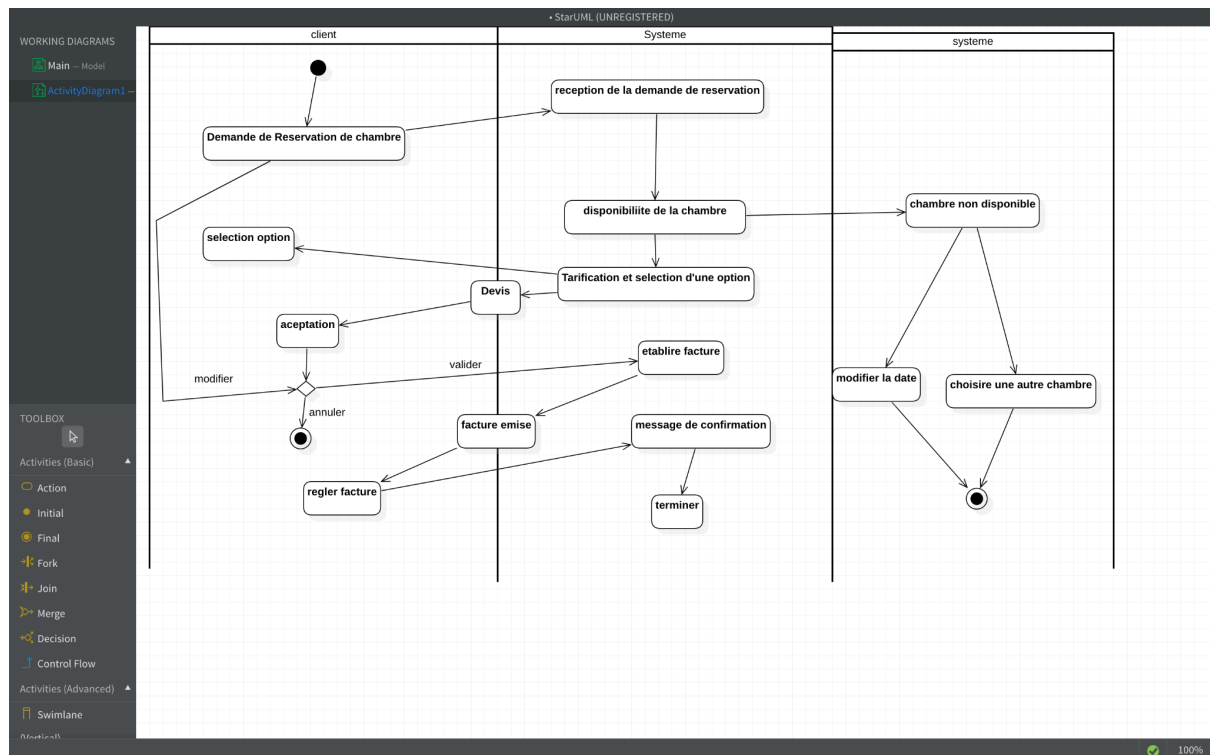 • StarUML (UNREGISTERED)
WORKING DIAGRAMS
Main — Model
ActivityDiagram1 —
TOOLBOX
Activities (Basic)
Action
Initial
Final
Fork
Join
Merge
Decision
Control Flow
Activities (Advanced)
Swimlane
(Vertical)
client
Systeme
systeme
reception de la demande de reservation
Demande de Reservation de chambre
chambre non disponible
disponibiliite de la chambre
selection option
Tarification et selection d'une option
Devis
aceptation
etablire facture
valider
modifier
modifier la date
choisire une autre chambre
annuler
facture emise
message de confirmation
regler facture
terminer
100%